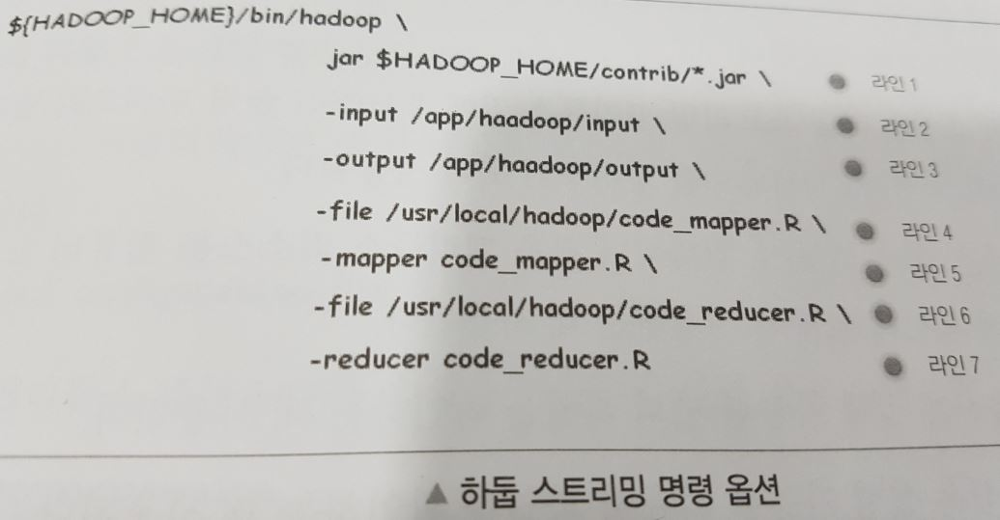 ${HADOOP_HOME}/bin/hadoop \
jar $HADOOP_HOME/contrib/*.jar \ ● 라인 1
-input /app/haadoop/input \ ● 라인 2
-output /app/haadoop/output \ ● 라인 3
-file /usr/local/hadoop/code_mapper.R \ ● 라인 4
-mapper code_mapper.R \ ● 라인 5
-file /usr/local/hadoop/code_reducer.R \ ● 라인 6
-reducer code_reducer.R ● 라인 7
▲ 하둡 스트리밍 명령 옵션